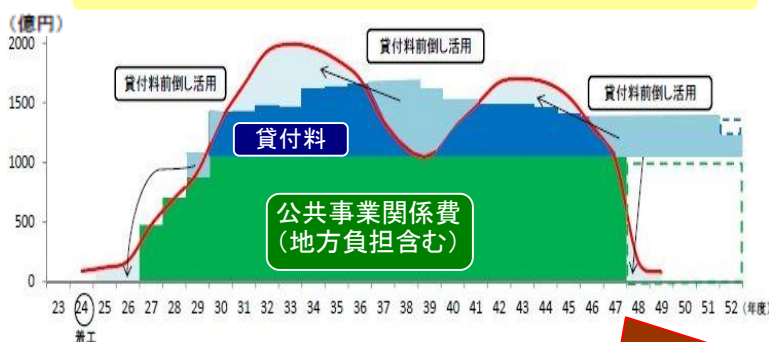 (億円)
2000
1500
1000
500
0
貸付料前倒し活用
貸付料前倒し活用
貸付料前倒し活用
貸付料
公共事業関係費
(地方負担含む)
23 24 25 26 27 28 29 30 31 32 33 34 35 36 37 38 39 40 41 42 43 44 45 46 47 48 49 50 51 52 (年度)
着工